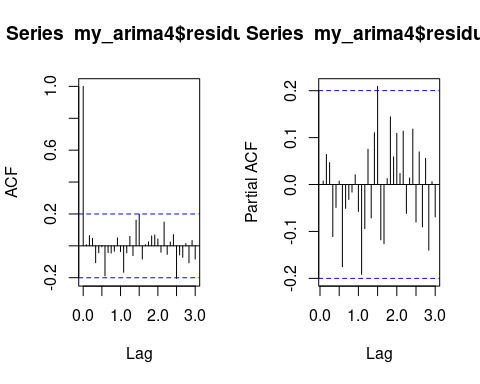 Series my_arima4$residu
Series my_arima4$residu
ACF
1.0
0.6
0.2
-0.2
0.0 1.0 2.0 3.0
Lag
Partial ACF
0.2
0.1
0.0
-0.1
-0.2
0.0 1.0 2.0 3.0
Lag